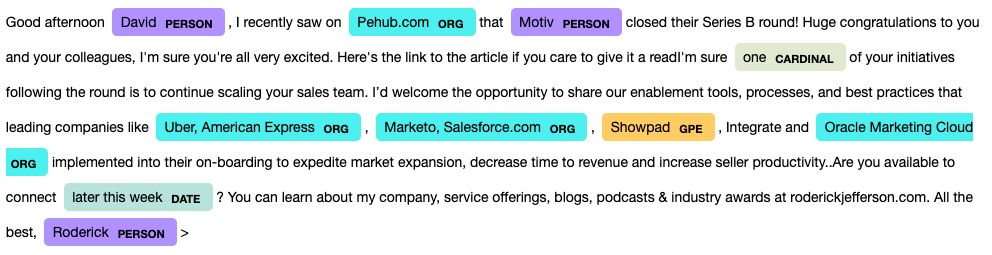 Good afternoon David PERSON , I recently saw on Pehub.com ORG that Motiv PERSON closed their Series B round! Huge congratulations to you
and your colleagues, I'm sure you're all very excited. Here's the link to the article if you care to give it a readI'm sure one CARDINAL of your initiatives
following the round is to continue scaling your sales team. I'd welcome the opportunity to share our enablement tools, processes, and best practices that
leading companies like Uber, American Express ORG , Marketo, Salesforce.com ORG , Showpad GPE , Integrate and Oracle Marketing Cloud
ORG implemented into their on-boarding to expedite market expansion, decrease time to revenue and increase seller productivity..Are you available to
connect later this week DATE ? You can learn about my company, service offerings, blogs, podcasts & industry awards at roderickjefferson.com. All the
best, Roderick PERSON >